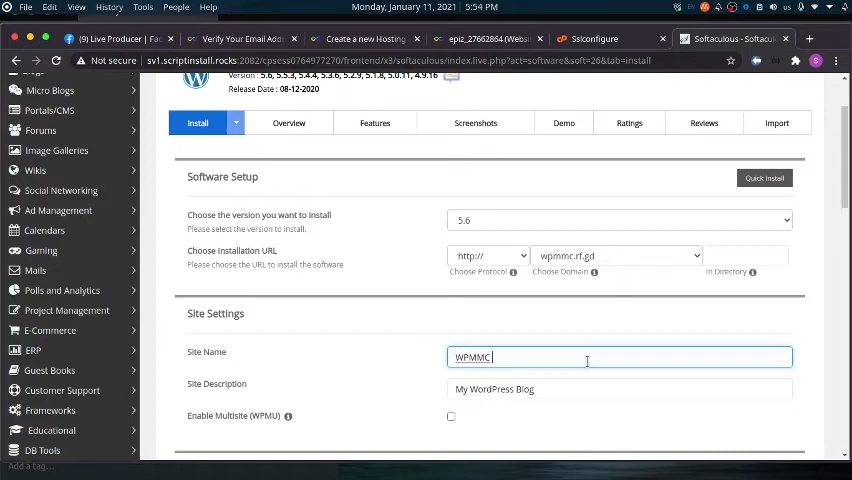 File Edit View History Tools People Help Monday, January 11, 2021 5:54 PM us
(9) Live Producer | Fac
Verify Your Email Addr
Create a new Hosting
epiz_27662864 (Websit
Sslconfigure
Softaculous - Softacul
Not secure sv1.scriptinstall.rocks:2082/cpsess0764977270/frontend/x3/softaculous/index.live.php?act=software&soft=26&tab=install
Blogs
Micro Blogs
Portals/CMS
Forums
Image Galleries
Wikis
Social Networking
Ad Management
Calendars
Gaming
Mails
Polls and Analytics
Project Management
E-Commerce
ERP
Guest Books
Customer Support
Frameworks
Educational
DB Tools
Add a tag...
Version : 5.6, 5.5.3, 5.4.4, 5.3.6, 5.2.9, 5.1.8, 5.0.11, 4.9.16
Release Date : 08-12-2020
Install Overview Features Screenshots Demo Ratings Reviews Import
Software Setup
Quick Install
Choose the version you want to install
Please select the version to install.
5.6
Choose Installation URL
Please choose the URL to install the software
http:// wpmmc.rf.gd
Choose Protocol Choose Domain In Directory
Site Settings
Site Name
WPMMC
Site Description
My WordPress Blog
Enable Multisite (WPMU)